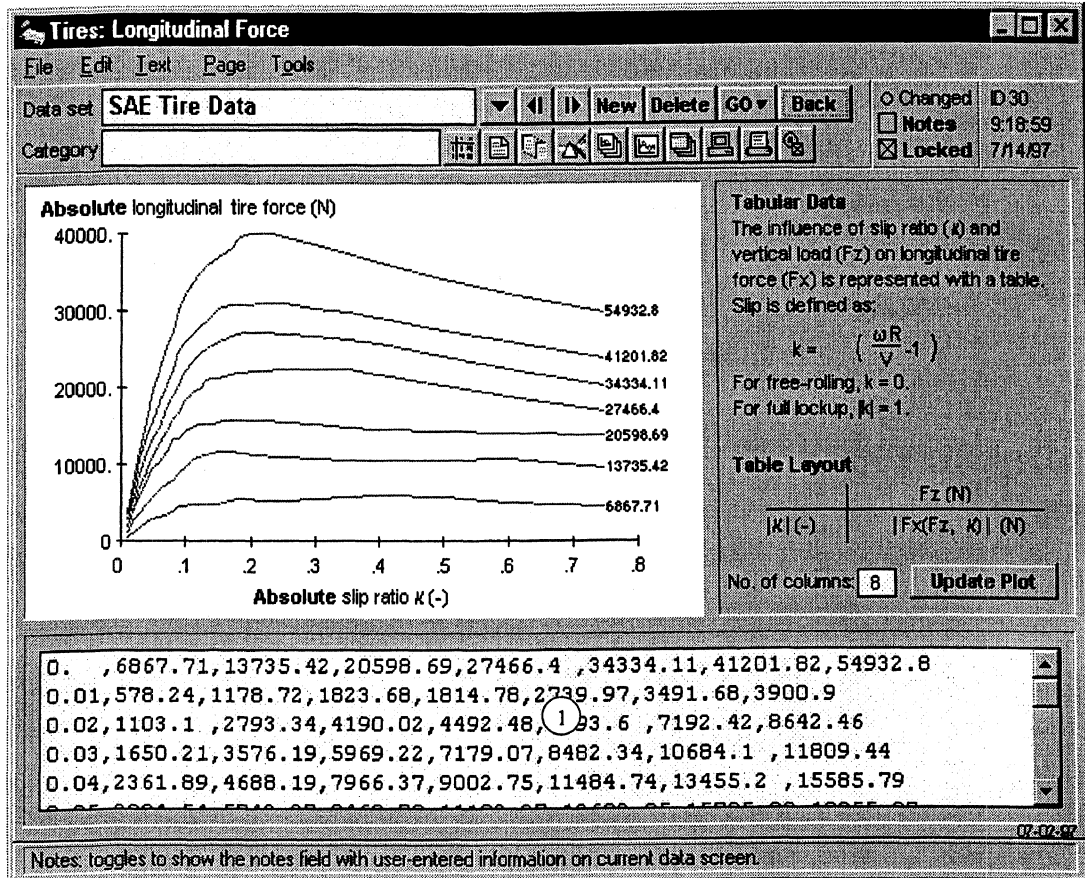 Tires: Longitudinal Force
File Edit Text Page Tools
Data set SAE Tire Data New Delete GO Back
Changed ID 30
Notes 9:18:59
Category
Locked 7/14/97
Absolute longitudinal tire force (N)
40000.
30000.
20000.
10000.
0
0 .1 .2 .3 .4 .5 .6 .7 .8
Absolute slip ratio κ (-)
54932.8
41201.82
34334.11
27466.4
20598.69
13735.42
6867.71
Tabular Data
The influence of slip ratio (κ) and
vertical load (Fz) on longitudinal tire
force (Fx) is represented with a table.
Slip is defined as:
k = ( ωR/V -1 )
For free-rolling, k = 0.
For full lockup, |k| = 1.
Table Layout
Fz (N)
|κ| (-) |Fx(Fz, κ)| (N)
No. of columns: 8 Update Plot
0. ,6867.71,13735.42,20598.69,27466.4 ,34334.11,41201.82,54932.8
0.01,578.24,1178.72,1823.68,1814.78,2739.97,3491.68,3900.9
0.02,1103.1 ,2793.34,4190.02,4492.48, 1 93.6 ,7192.42,8642.46
0.03,1650.21,3576.19,5969.22,7179.07,8482.34,10684.1 ,11809.44
0.04,2361.89,4688.19,7966.37,9002.75,11484.74,13455.2 ,15585.79
07-02-97
Notes: toggles to show the notes field with user-entered information on current data screen.